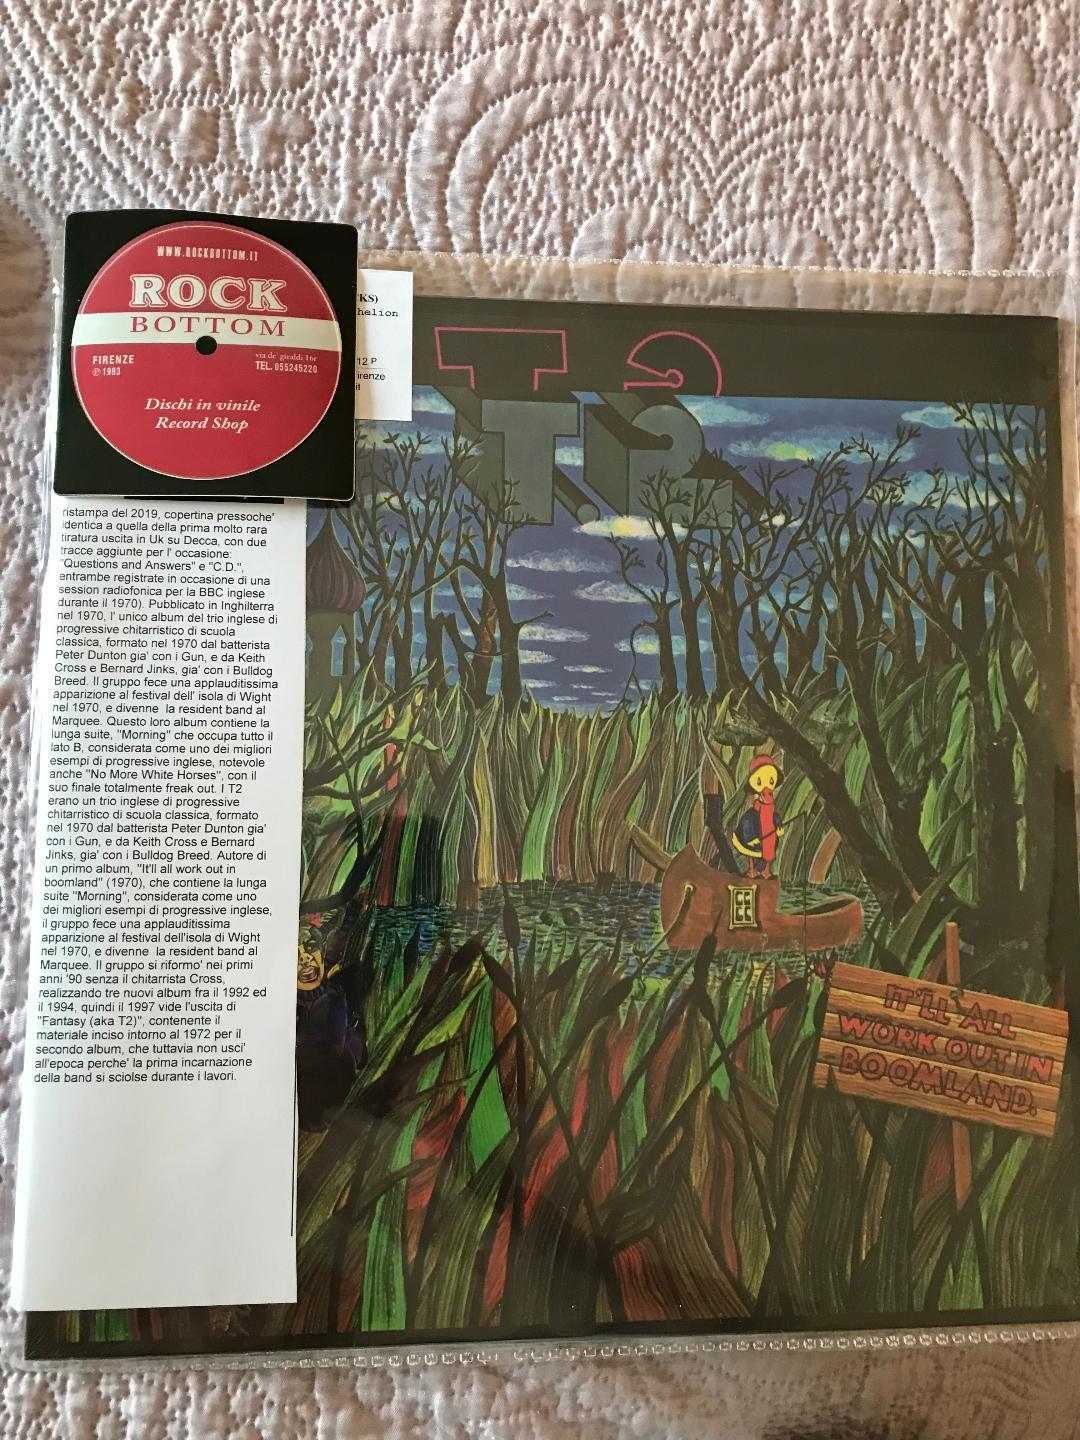 WWW.ROCKBOTTOM.IT
ROCK
BOTTOM
FIRENZE
℗ 1983
via de' giraldi 16r
TEL. 055245220
Dischi in vinile
Record Shop
KS)
helion
12 P
irenze
ristampa del 2019, copertina pressoche'
identica a quella della prima molto rara
tiratura uscita in Uk su Decca, con due
tracce aggiunte per l' occasione:
"Questions and Answers" e "C.D.",
entrambe registrate in occasione di una
session radiofonica per la BBC inglese
durante il 1970). Pubblicato in Inghilterra
nel 1970, l' unico album del trio inglese di
progressive chitarristico di scuola
classica, formato nel 1970 dal batterista
Peter Dunton gia' con i Gun, e da Keith
Cross e Bernard Jinks, gia' con i Bulldog
Breed. Il gruppo fece una applauditissima
apparizione al festival dell' isola di Wight
nel 1970, e divenne la resident band al
Marquee. Questo loro album contiene la
lunga suite, "Morning" che occupa tutto il
lato B, considerata come uno dei migliori
esempi di progressive inglese, notevole
anche "No More White Horses", con il
suo finale totalmente freak out. I T2
erano un trio inglese di progressive
chitarristico di scuola classica, formato
nel 1970 dal batterista Peter Dunton gia'
con i Gun, e da Keith Cross e Bernard
Jinks, gia' con i Bulldog Breed. Autore di
un primo album, "It'll all work out in
boomland" (1970), che contiene la lunga
suite "Morning", considerata come uno
dei migliori esempi di progressive inglese,
il gruppo fece una applauditissima
apparizione al festival dell'isola di Wight
nel 1970, e divenne la resident band al
Marquee. Il gruppo si riformo' nei primi
anni '90 senza il chitarrista Cross,
realizzando tre nuovi album fra il 1992 ed
il 1994, quindi il 1997 vide l'uscita di
"Fantasy (aka T2)", contenente il
materiale inciso intorno al 1972 per il
secondo album, che tuttavia non usci'
all'epoca perche' la prima incarnazione
della band si sciolse durante i lavori.
T2
T.2.
IT'LL ALL
WORK OUT IN
BOOMLAND.